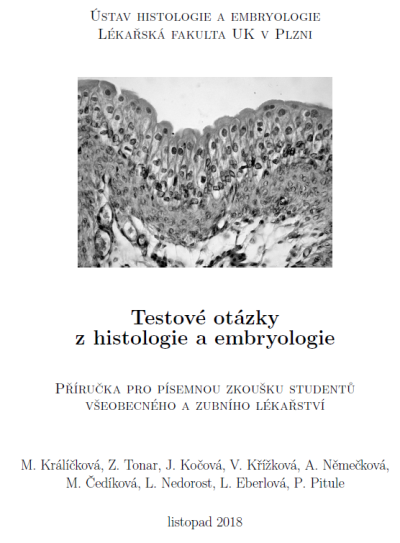 Ústav histologie a embryologie
Lékařská fakulta UK v Plzni
Testové otázky
z histologie a embryologie
Příručka pro písemnou zkoušku studentů
všeobecného a zubního lékařství
M. Králíčková, Z. Tonar, J. Kočová, V. Křížková, A. Němečková,
M. Čedíková, L. Nedorost, L. Eberlová, P. Pitule
listopad 2018